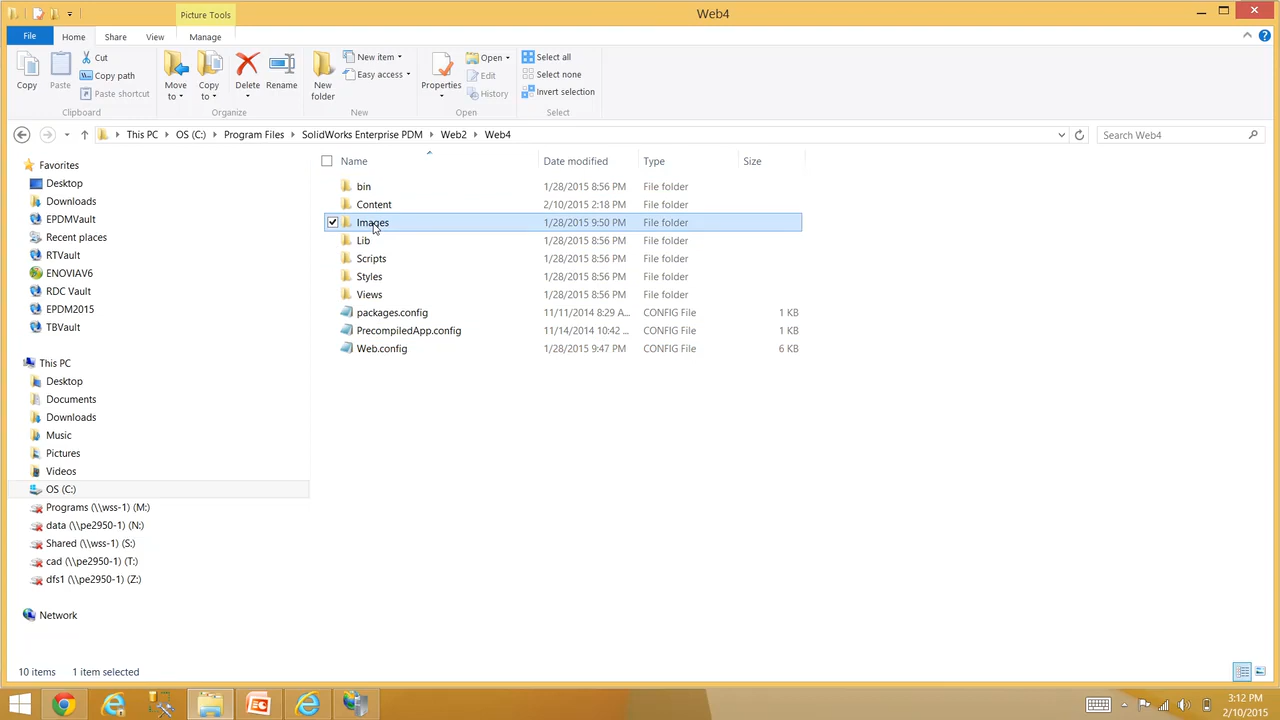 Picture Tools
Web4
File
Home
Share
View
Manage
Copy
Paste
Cut
Copy path
Paste shortcut
Clipboard
Move to
Copy to
Delete
Rename
Organize
New folder
New item
Easy access
New
Properties
Open
Edit
History
Open
Select all
Select none
Invert selection
Select
This PC
OS (C:)
Program Files
SolidWorks Enterprise PDM
Web2
Web4
Search Web4
Name
Date modified
Type
Size
bin 1/28/2015 8:56 PM File folder
Content 2/10/2015 2:18 PM File folder
Images 1/28/2015 9:50 PM File folder
Lib 1/28/2015 8:56 PM File folder
Scripts 1/28/2015 8:56 PM File folder
Styles 1/28/2015 8:56 PM File folder
Views 1/28/2015 8:56 PM File folder
packages.config 11/11/2014 8:29 A... CONFIG File 1 KB
PrecompiledApp.config 11/14/2014 10:42 ... CONFIG File 1 KB
Web.config 1/28/2015 9:47 PM CONFIG File 6 KB
Favorites
Desktop
Downloads
EPDMVault
Recent places
RTVault
ENOVIAV6
RDC Vault
EPDM2015
TBVault
This PC
Desktop
Documents
Downloads
Music
Pictures
Videos
OS (C:)
Programs (\\wss-1) (M:)
data (\\pe2950-1) (N:)
Shared (\\wss-1) (S:)
cad (\\pe2950-1) (T:)
dfs1 (\\pe2950-1) (Z:)
Network
10 items
1 item selected
3:12 PM
2/10/2015